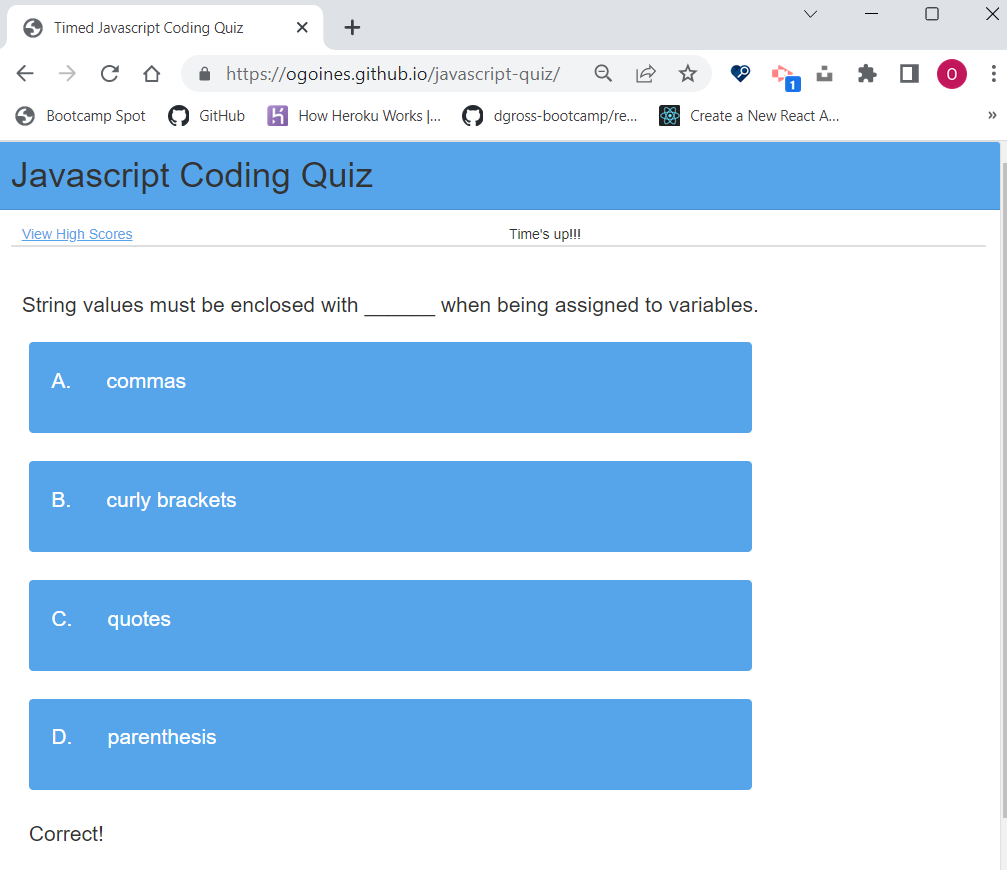 Timed Javascript Coding Quiz
https://ogoines.github.io/javascript-quiz/
1
O
Bootcamp Spot GitHub How Heroku Works |... dgross-bootcamp/re... Create a New React A... »
Javascript Coding Quiz
View High Scores Time's up!!!
String values must be enclosed with ______ when being assigned to variables.
A. commas
B. curly brackets
C. quotes
D. parenthesis
Correct!